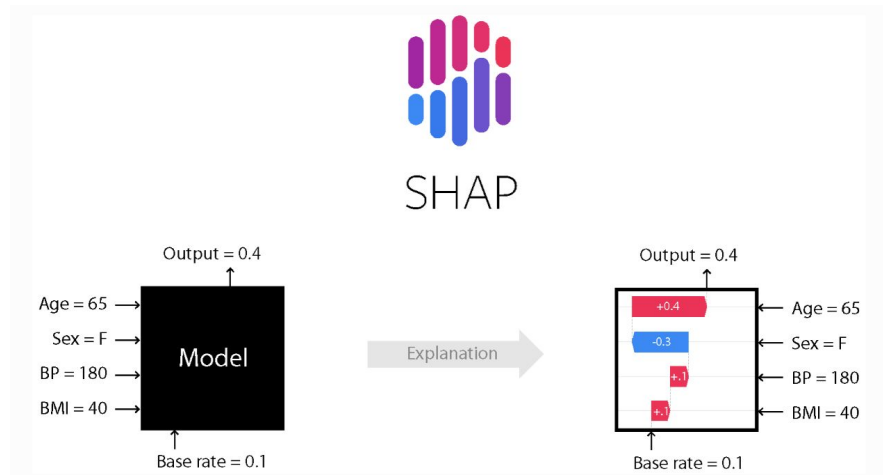 SHAP
Output = 0.4
Age = 65
Sex = F
BP = 180
BMI = 40
Model
Base rate = 0.1
Explanation
Output = 0.4
+0.4
Age = 65
-0.3
Sex = F
+.1
BP = 180
+.1
BMI = 40
Base rate = 0.1